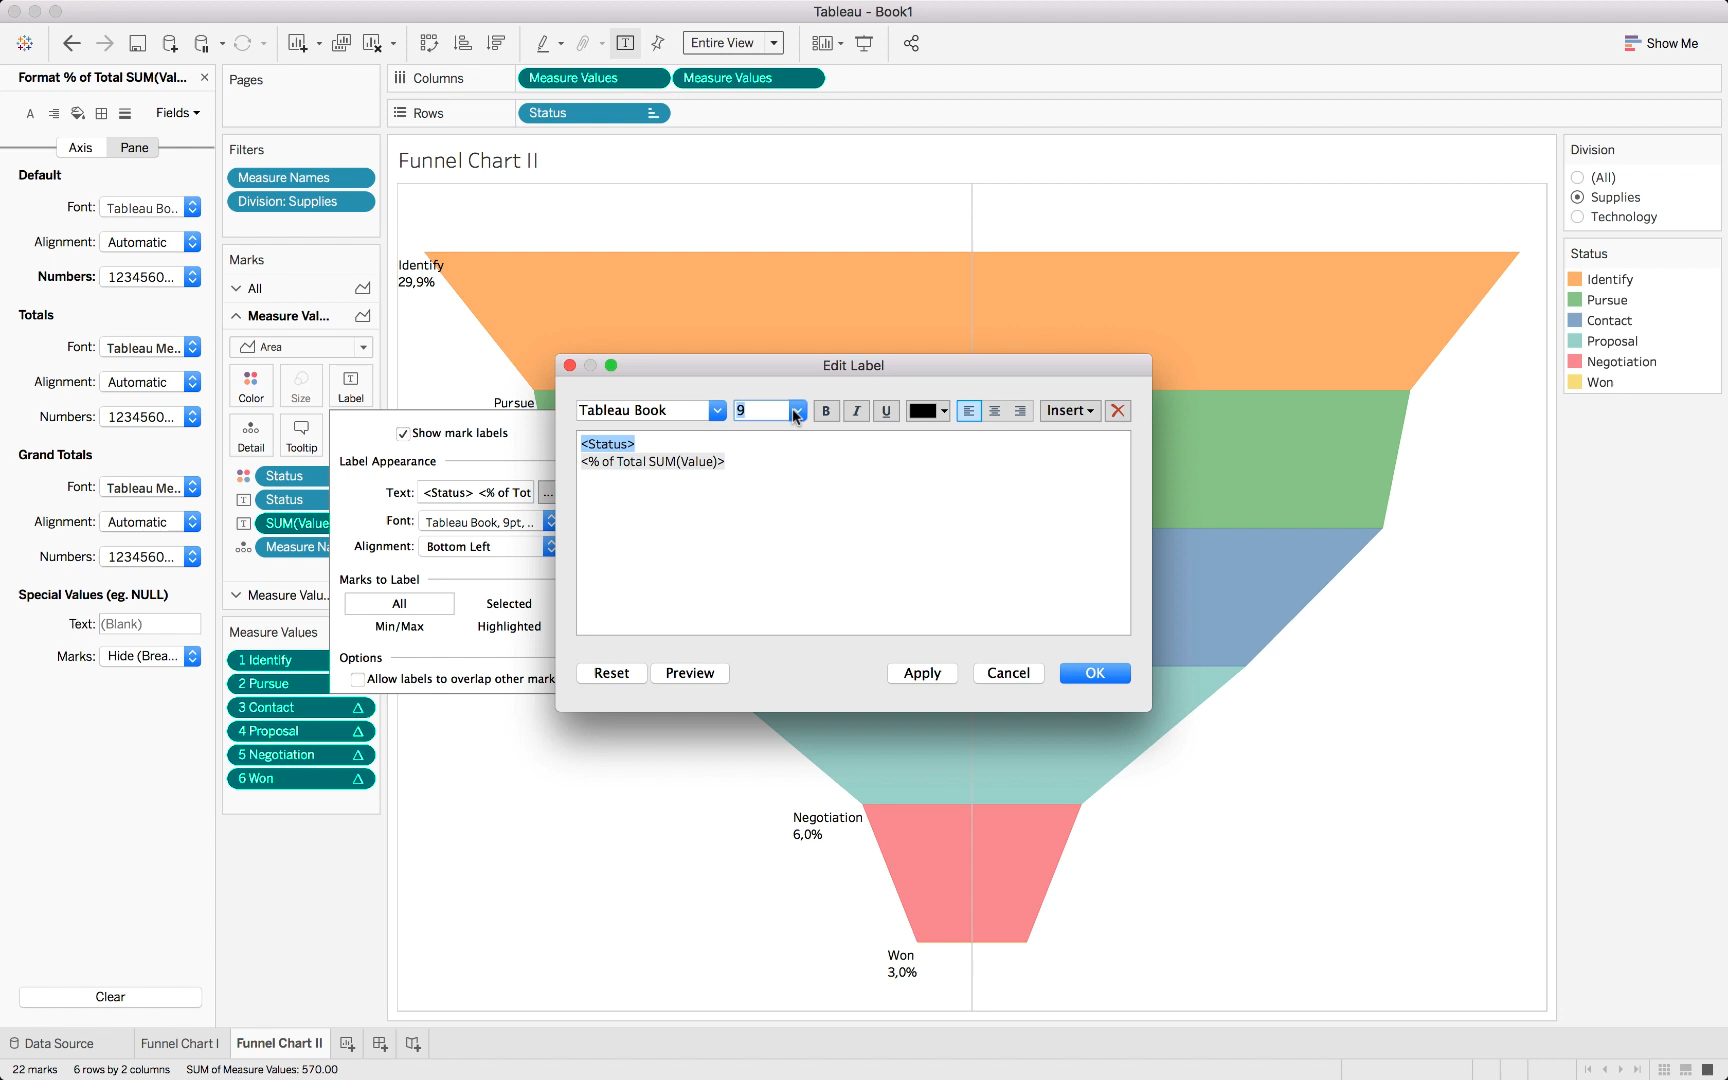 Tableau - Book1
Entire View
Show Me
Format % of Total SUM(Val...
Fields
Axis
Pane
Default
Font: Tableau Bo..
Alignment: Automatic
Numbers: 1234560...
Totals
Font: Tableau Me..
Alignment: Automatic
Numbers: 1234560...
Grand Totals
Font: Tableau Me..
Alignment: Automatic
Numbers: 1234560...
Special Values (eg. NULL)
Text: (Blank)
Marks: Hide (Brea...
Clear
Pages
Filters
Measure Names
Division: Supplies
Marks
All
Measure Val...
Area
Color
Size
Label
Detail
Tooltip
Status
Status
SUM(Value
Measure Na
Measure Valu..
Measure Values
1 Identify
2 Pursue
3 Contact
4 Proposal
5 Negotiation
6 Won
Columns
Measure Values
Measure Values
Rows
Status
Funnel Chart II
Identify
29,9%
Pursue
Negotiation
6,0%
Won
3,0%
Show mark labels
Label Appearance
Text: <Status> <% of Tot
...
Font: Tableau Book, 9pt, ..
Alignment: Bottom Left
Marks to Label
All
Selected
Min/Max
Highlighted
Options
Allow labels to overlap other mark
Edit Label
Tableau Book
9
B
I
U
Insert
<Status>
<% of Total SUM(Value)>
Reset
Preview
Apply
Cancel
OK
Division
(All)
Supplies
Technology
Status
Identify
Pursue
Contact
Proposal
Negotiation
Won
Data Source
Funnel Chart I
Funnel Chart II
22 marks
6 rows by 2 columns
SUM of Measure Values: 570.00